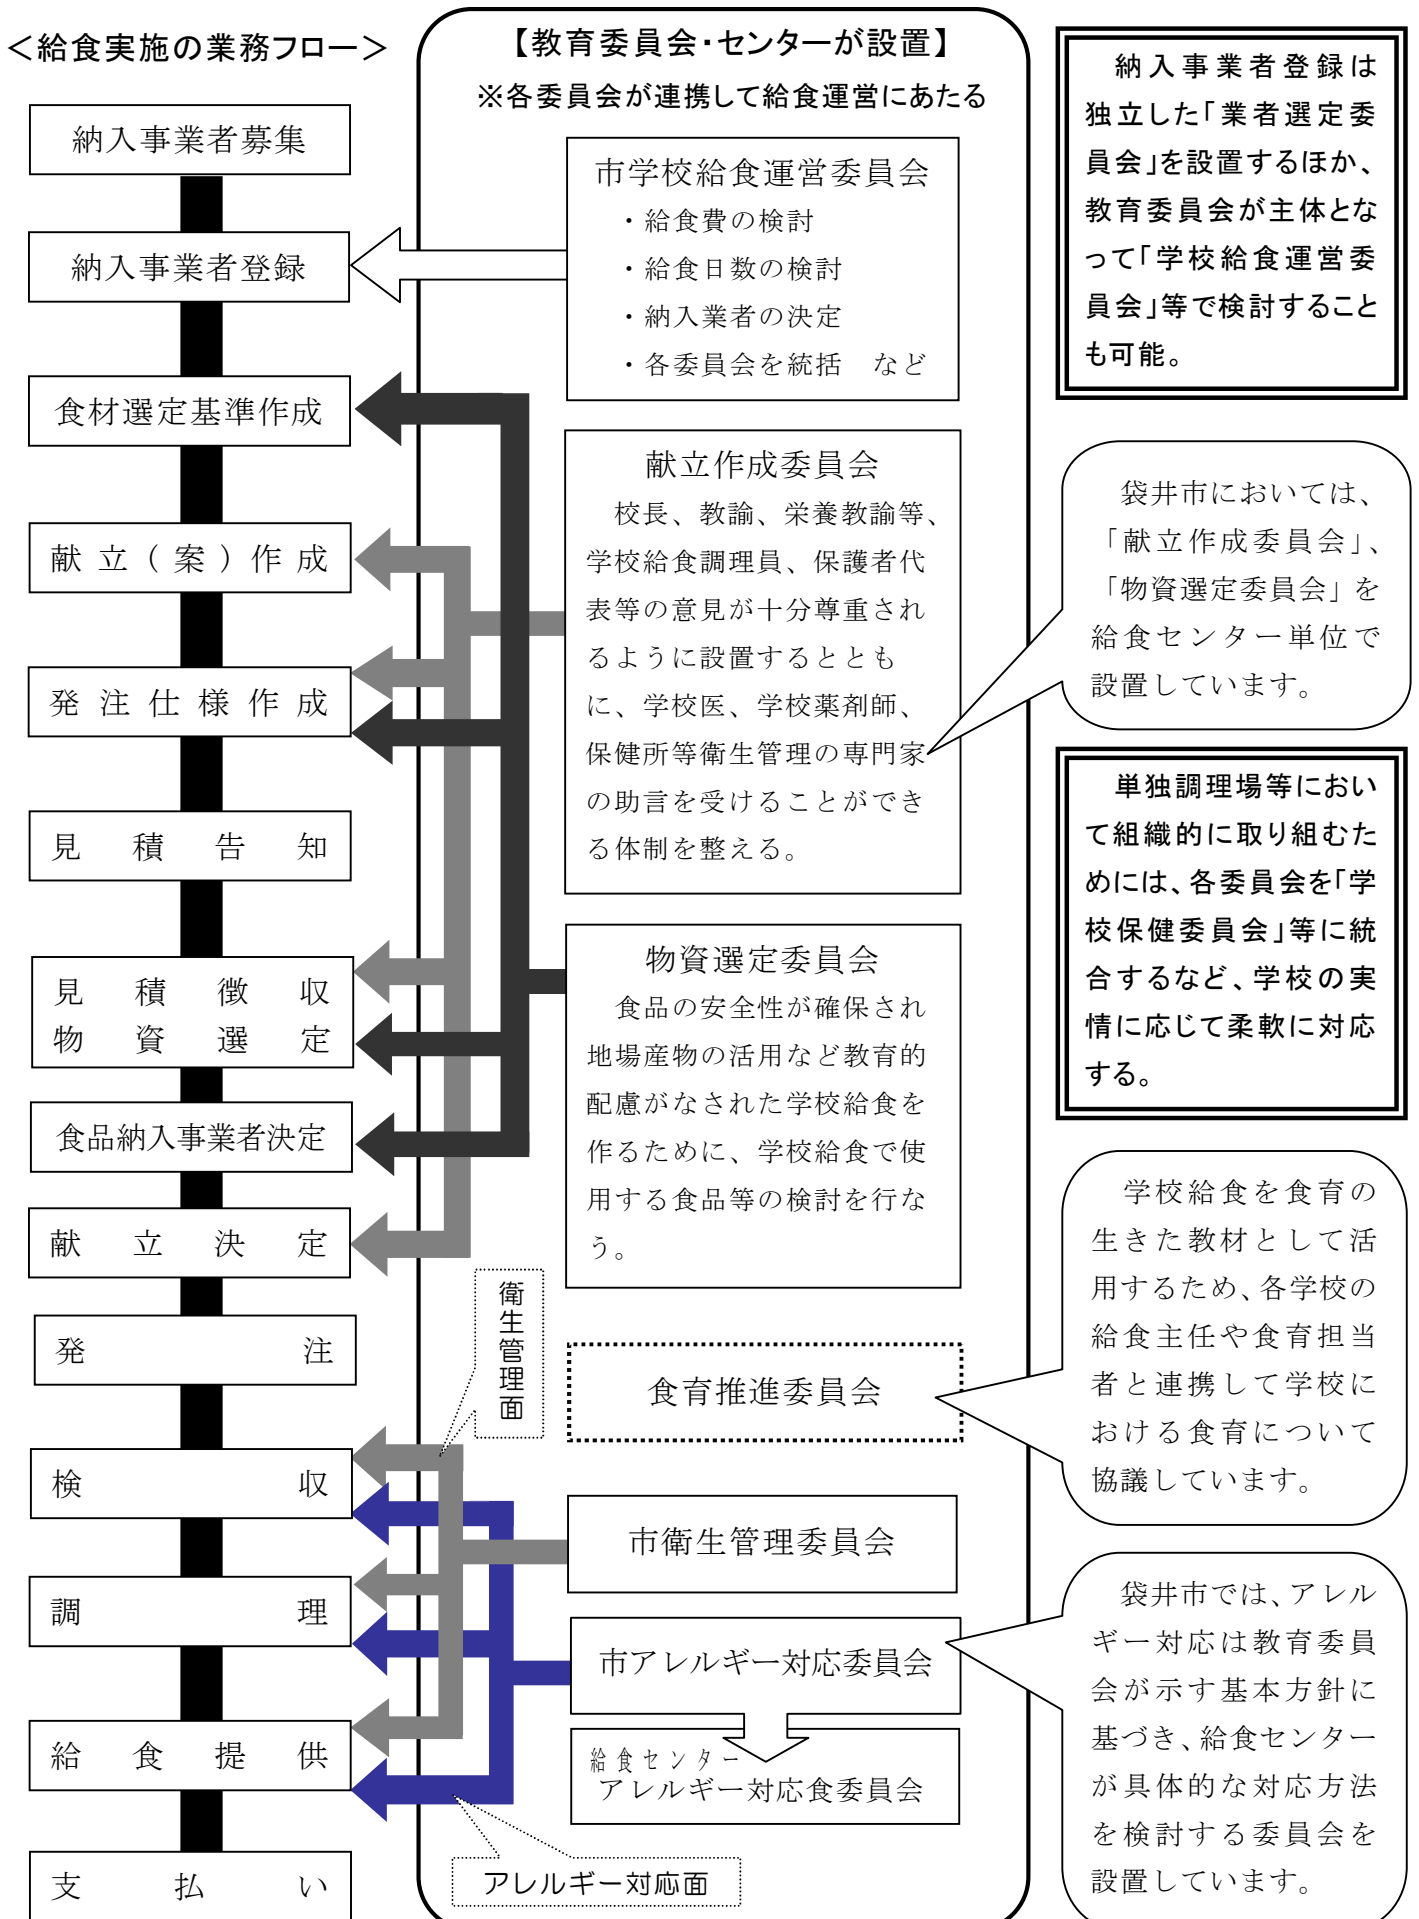 ＜給食実施の業務フロー＞
納入事業者募集
納入事業者登録
食材選定基準作成
献立（案）作成
発注仕様作成
見積告知
見積徴収
物資選定
食品納入事業者決定
献立決定
発注
検収
調理
給食提供
支払い
【教育委員会・センターが設置】
※各委員会が連携して給食運営にあたる
市学校給食運営委員会
・給食費の検討
・給食日数の検討
・納入業者の決定
・各委員会を統括　など
献立作成委員会
校長、教諭、栄養教諭等、
学校給食調理員、保護者代
表等の意見が十分尊重され
るように設置するととも
に、学校医、学校薬剤師、
保健所等衛生管理の専門家
の助言を受けることができ
る体制を整える。
物資選定委員会
食品の安全性が確保され
地場産物の活用など教育的
配慮がなされた学校給食を
作るために、学校給食で使
用する食品等の検討を行な
う。
衛生管理面
食育推進委員会
市衛生管理委員会
市アレルギー対応委員会
給食センター
アレルギー対応食委員会
アレルギー対応面
納入事業者登録は
独立した「業者選定委
員会」を設置するほか、
教育委員会が主体とな
って「学校給食運営委
員会」等で検討すること
も可能。
袋井市においては、
「献立作成委員会」、
「物資選定委員会」を
給食センター単位で
設置しています。
単独調理場等におい
て組織的に取り組むた
めには、各委員会を「学
校保健委員会」等に統
合するなど、学校の実
情に応じて柔軟に対応
する。
学校給食を食育の
生きた教材として活
用するため、各学校の
給食主任や食育担当
者と連携して学校に
おける食育について
協議しています。
袋井市では、アレル
ギー対応は教育委員
会が示す基本方針に
基づき、給食センター
が具体的な対応方法
を検討する委員会を
設置しています。